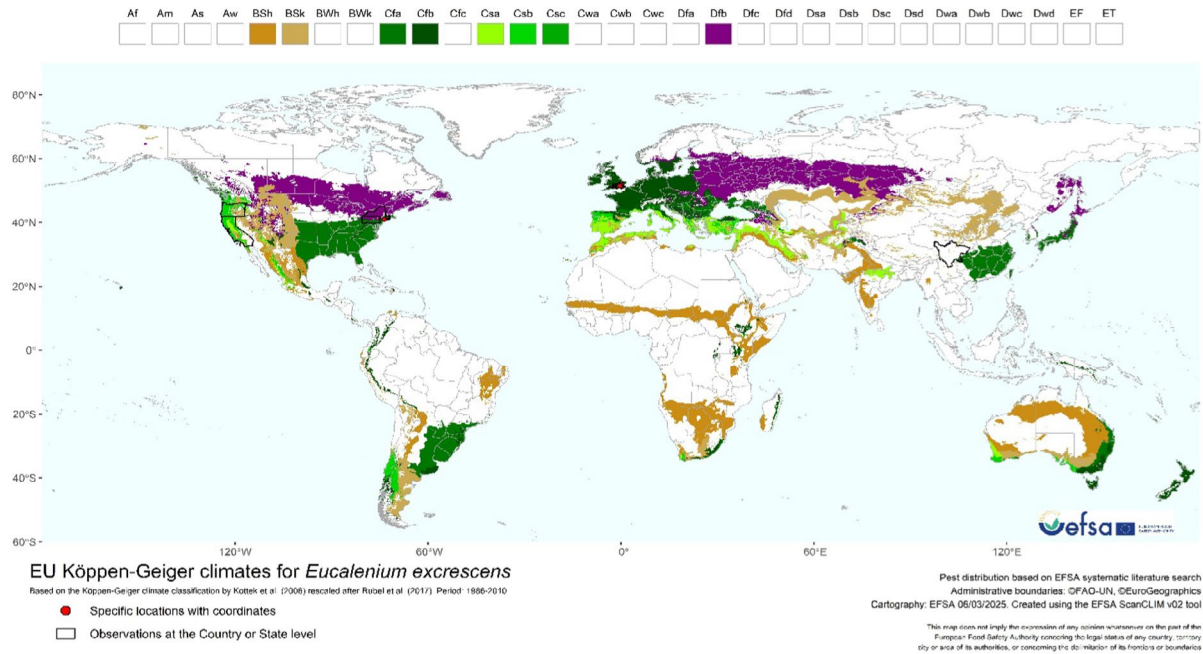 Af Am As Aw BSh BSk BWh BWk Cfa Cfb Cfc Csa Csb Csc Cwa Cwb Cwc Dfa Dfb Dfc Dfd Dsa Dsb Dsc Dsd Dwa Dwb Dwc Dwd EF ET
80°N
60°N
40°N
20°N
0°
20°S
40°S
60°S
120°W 60°W 0° 60°E 120°E
efsa
EUROPEAN FOOD
SAFETY AUTHORITY
EU Köppen-Geiger climates for Eucalenium excrescens
Based on the Köppen-Geiger climate classification by Kottek et al. (2006) rescaled after Rubel et al. (2017) Period: 1986-2010
Specific locations with coordinates
Observations at the Country or State level
Pest distribution based on EFSA systematic literature search
Administrative boundaries: ©FAO-UN, ©EuroGeographics
Cartography: EFSA 06/03/2025. Created using the EFSA ScanCLIM v02 tool
This map does not imply the expression of any opinion whatsoever on the part of the
European Food Safety Authority concerning the legal status of any country, territory
city or area of its authorities, or concerning the delimitation of its frontiers or boundaries